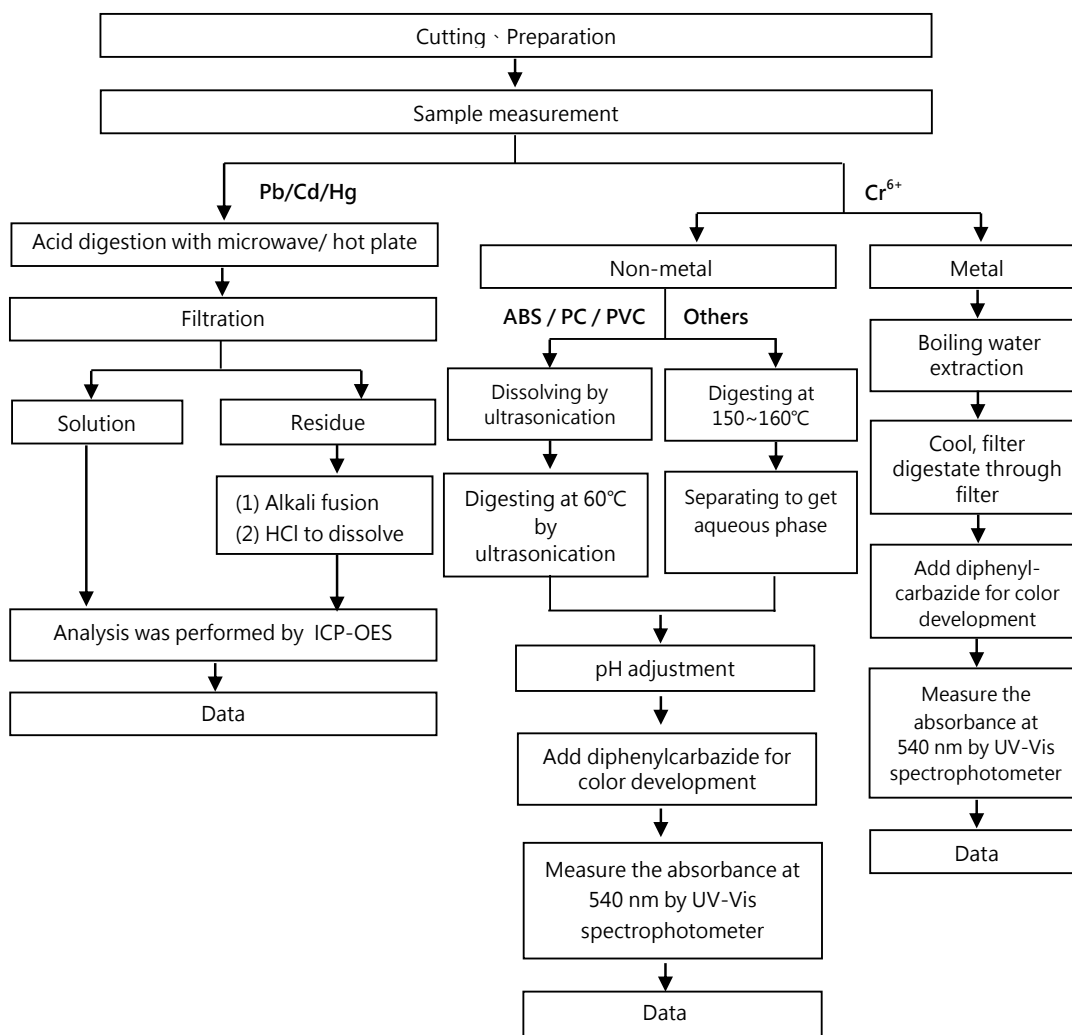 Cutting、Preparation
Sample measurement
Pb/Cd/Hg
Acid digestion with microwave/ hot plate
Filtration
Solution
Residue
(1) Alkali fusion
(2) HCl to dissolve
Analysis was performed by ICP-OES
Data
Cr⁶⁺
Non-metal
ABS / PC / PVC
Others
Dissolving by
ultrasonication
Digesting at
150~160℃
Digesting at 60℃
by
ultrasonication
Separating to get
aqueous phase
pH adjustment
Add diphenylcarbazide for
color development
Measure the absorbance at
540 nm by UV-Vis
spectrophotometer
Data
Metal
Boiling water
extraction
Cool, filter
digestate through
filter
Add diphenyl-
carbazide for color
development
Measure the
absorbance at
540 nm by UV-Vis
spectrophotometer
Data